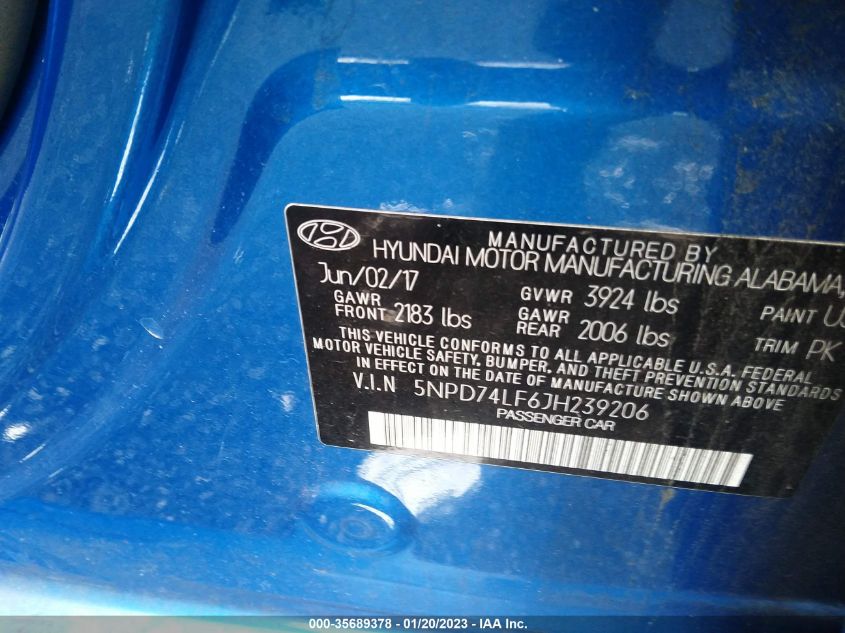 MANUFACTURED BY
HYUNDAI MOTOR MANUFACTURING ALABAMA,
Jun/02/17
GAWR FRONT 2183 lbs GVWR 3924 lbs PAINT
GAWR REAR 2006 lbs TRIM PK
THIS VEHICLE CONFORMS TO ALL APPLICABLE U.S.A. FEDERAL
MOTOR VEHICLE SAFETY, BUMPER, AND THEFT PREVENTION STANDARDS
IN EFFECT ON THE DATE OF MANUFACTURE SHOWN ABOVE
V.I.N 5NPD74LF6JH239206
PASSENGER CAR
000-35689378 - 01/20/2023 - IAA Inc.